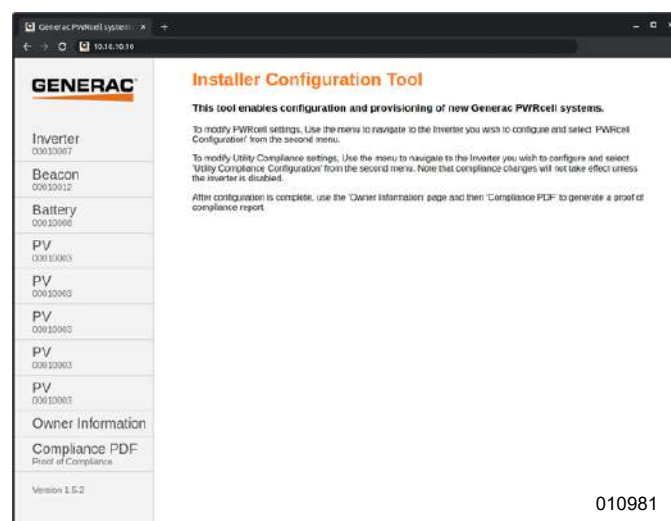 Generac PWRcell system
10.10.10.10
GENERAC
Installer Configuration Tool
This tool enables configuration and provisioning of new Generac PWRcell systems.
To modify PWRcell settings, Use the menu to navigate to the Inverter you wish to configure and select 'PWRcell
Configuration' from the second menu.
To modify Utility Compliance settings, Use the menu to navigate to the Inverter you wish to configure and select
'Utility Compliance Configuration' from the second menu. Note that compliance changes will not take effect unless
the inverter is disabled.
After configuration is complete, use the 'Owner Information' page and then 'Compliance PDF' to generate a proof of
compliance report.
Inverter
00010007
Beacon
00010012
Battery
PV
00010003
PV
00010003
PV
00010003
PV
00010003
PV
00010003
Owner Information
Compliance PDF
Proof of Compliance
Version 1.5.2
010981